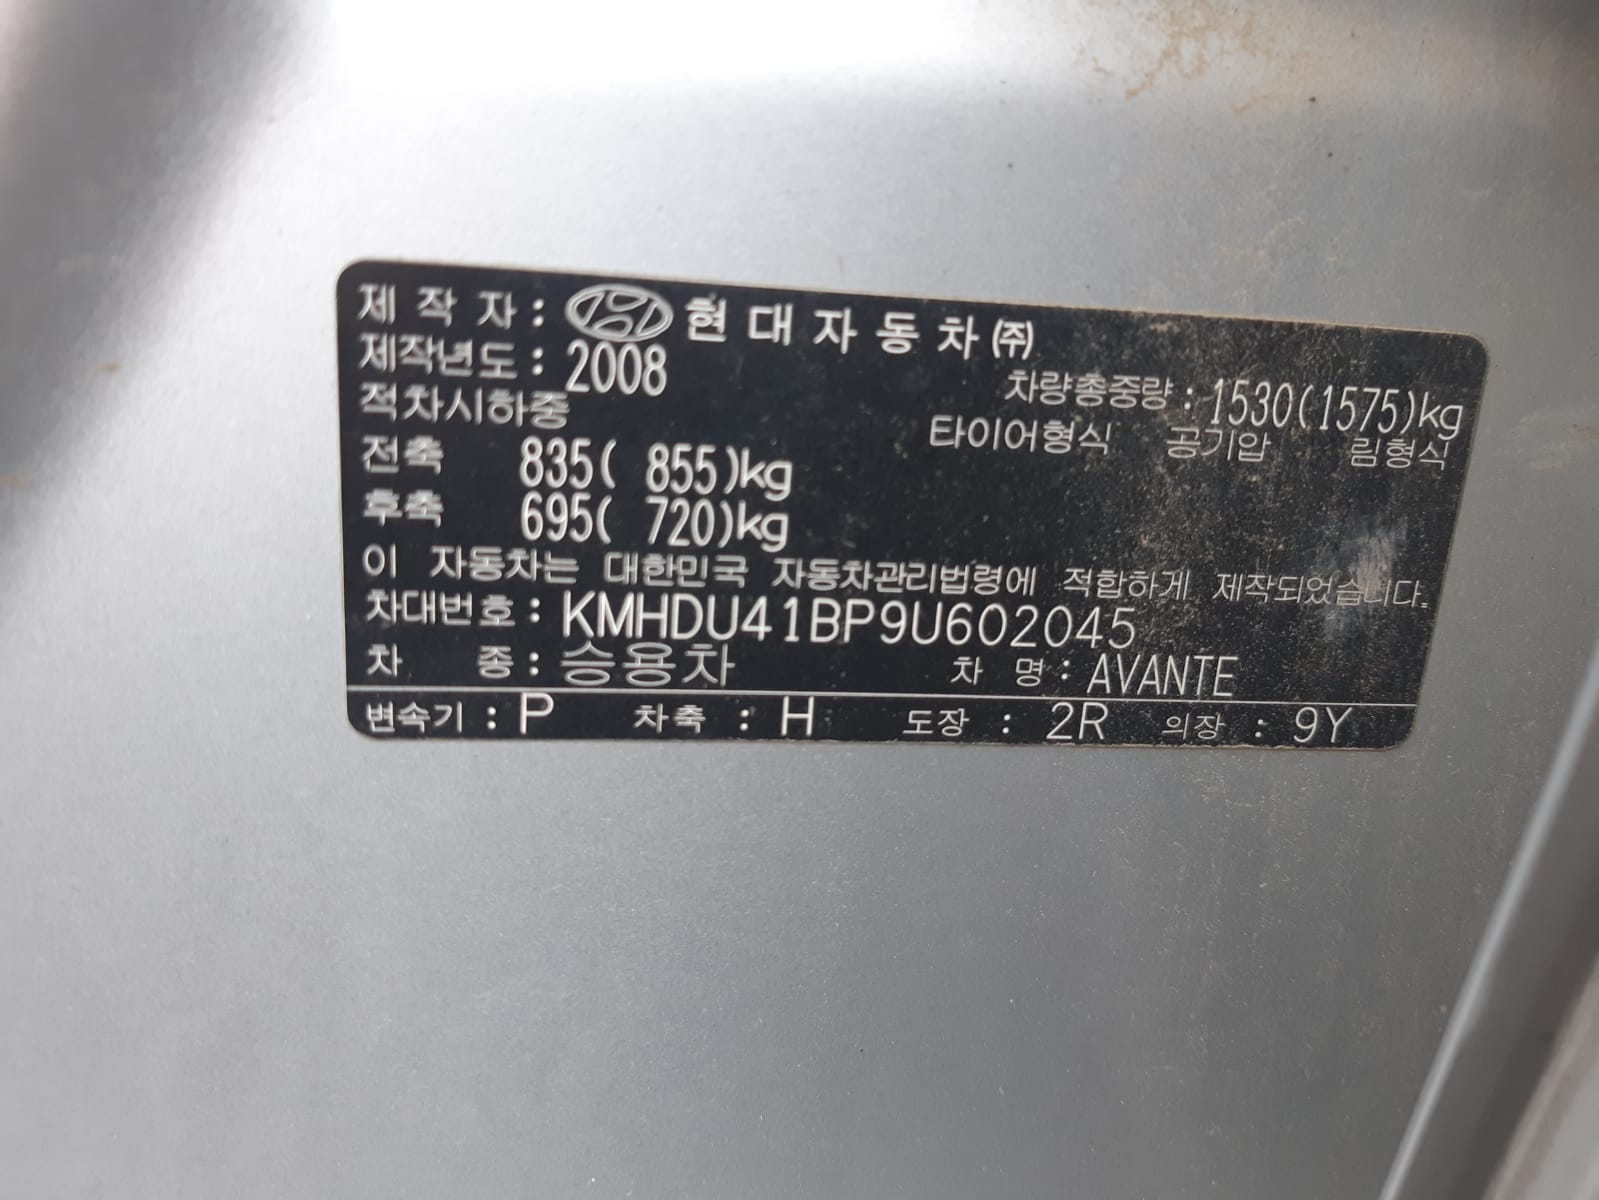 제 작 자 : 현대자동차㈜
제작년도 : 2008
차량총중량 : 1530(1575)kg
적차시하중
타이어형식 공기압 림형식
전축 835( 855)kg
후축 695( 720)kg
이 자동차는 대한민국 자동차관리법령에 적합하게 제작되었습니다.
차대번호 : KMHDU41BP9U602045
차 종 : 승용차 차 명 : AVANTE
변속기 : P 차축 : H 도장 : 2R 의장 : 9Y